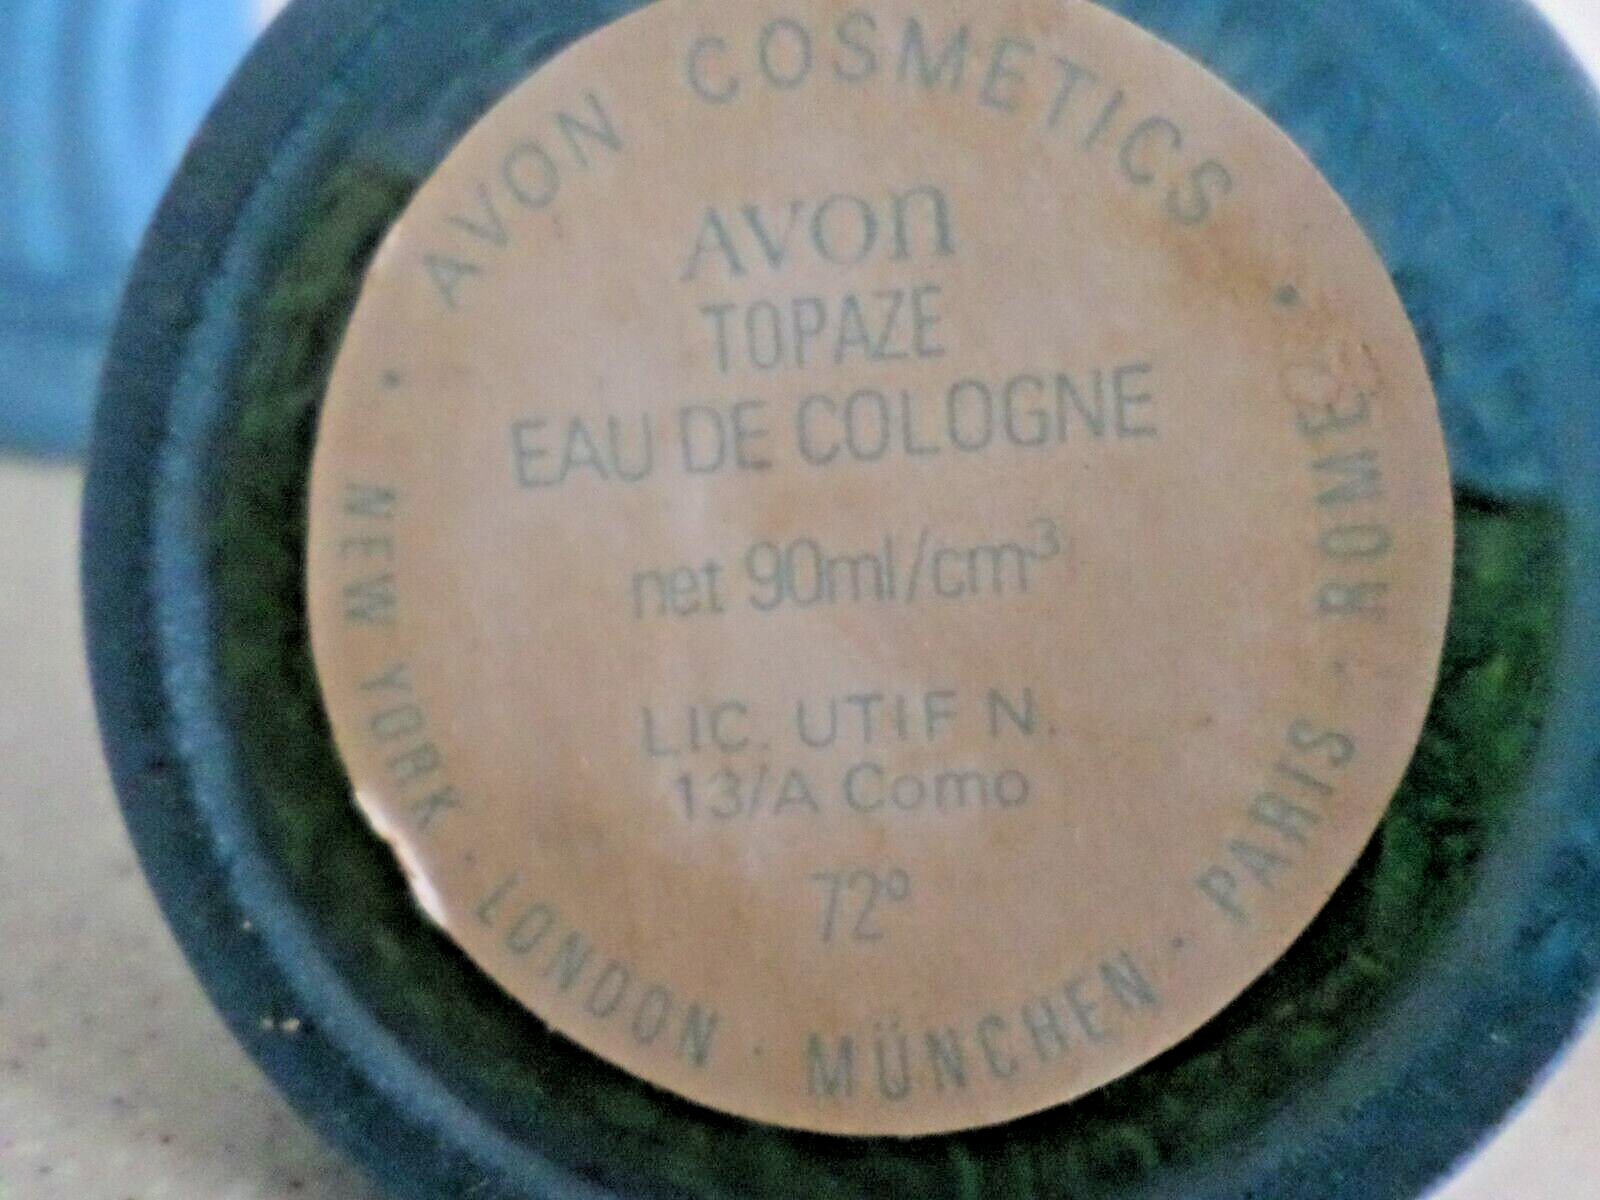 AVON COSMETICS
AVON
TOPAZE
EAU DE COLOGNE
net 90ml/cm³
LIC. UTIF N.
13/A Como
72°
• NEW YORK · LONDON · MÜNCHEN · PARIS · ROME •